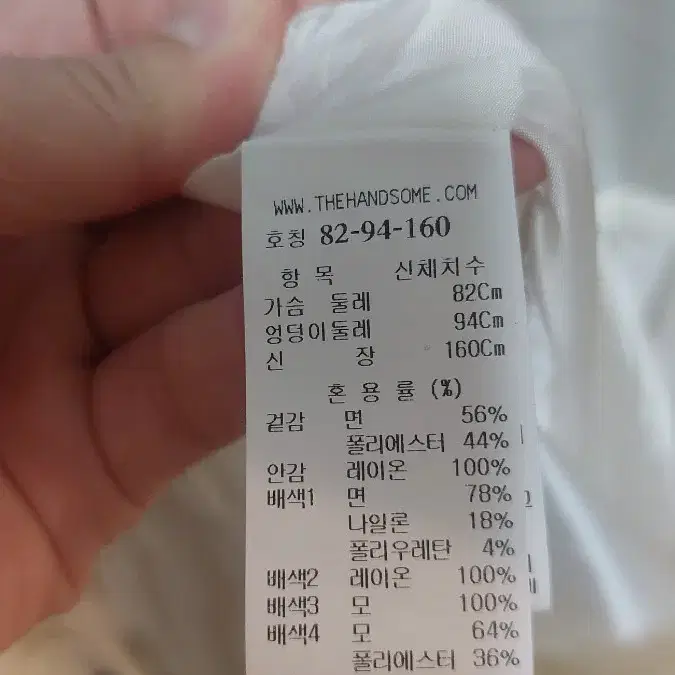 WWW.THEHANDSOME.COM
호칭 82-94-160
항 목 신체치수
가슴 둘레 82Cm
엉덩이둘레 94Cm
신 장 160Cm
혼 용 률 (%)
겉감 면 56%
폴리에스터 44%
안감 레이온 100%
배색1 면 78%
나일론 18%
폴리우레탄 4%
배색2 레이온 100%
배색3 모 100%
배색4 모 64%
폴리에스터 36%